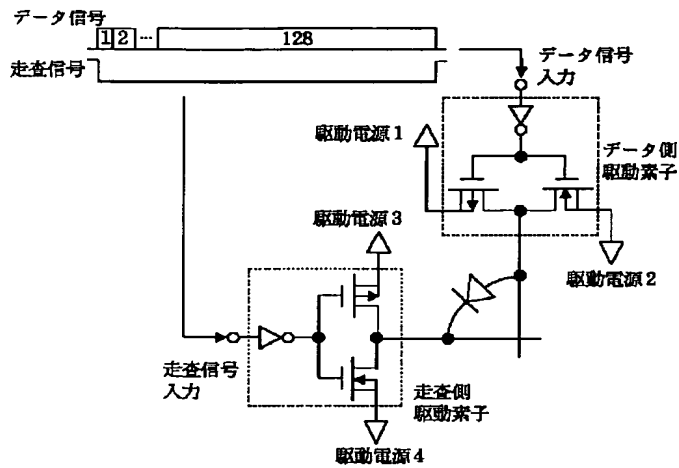 データ信号
1 2 … 128
走査信号
データ信号
入力
駆動電源1
データ側
駆動素子
駆動電源3
駆動電源2
走査信号
入力
走査側
駆動素子
駆動電源4